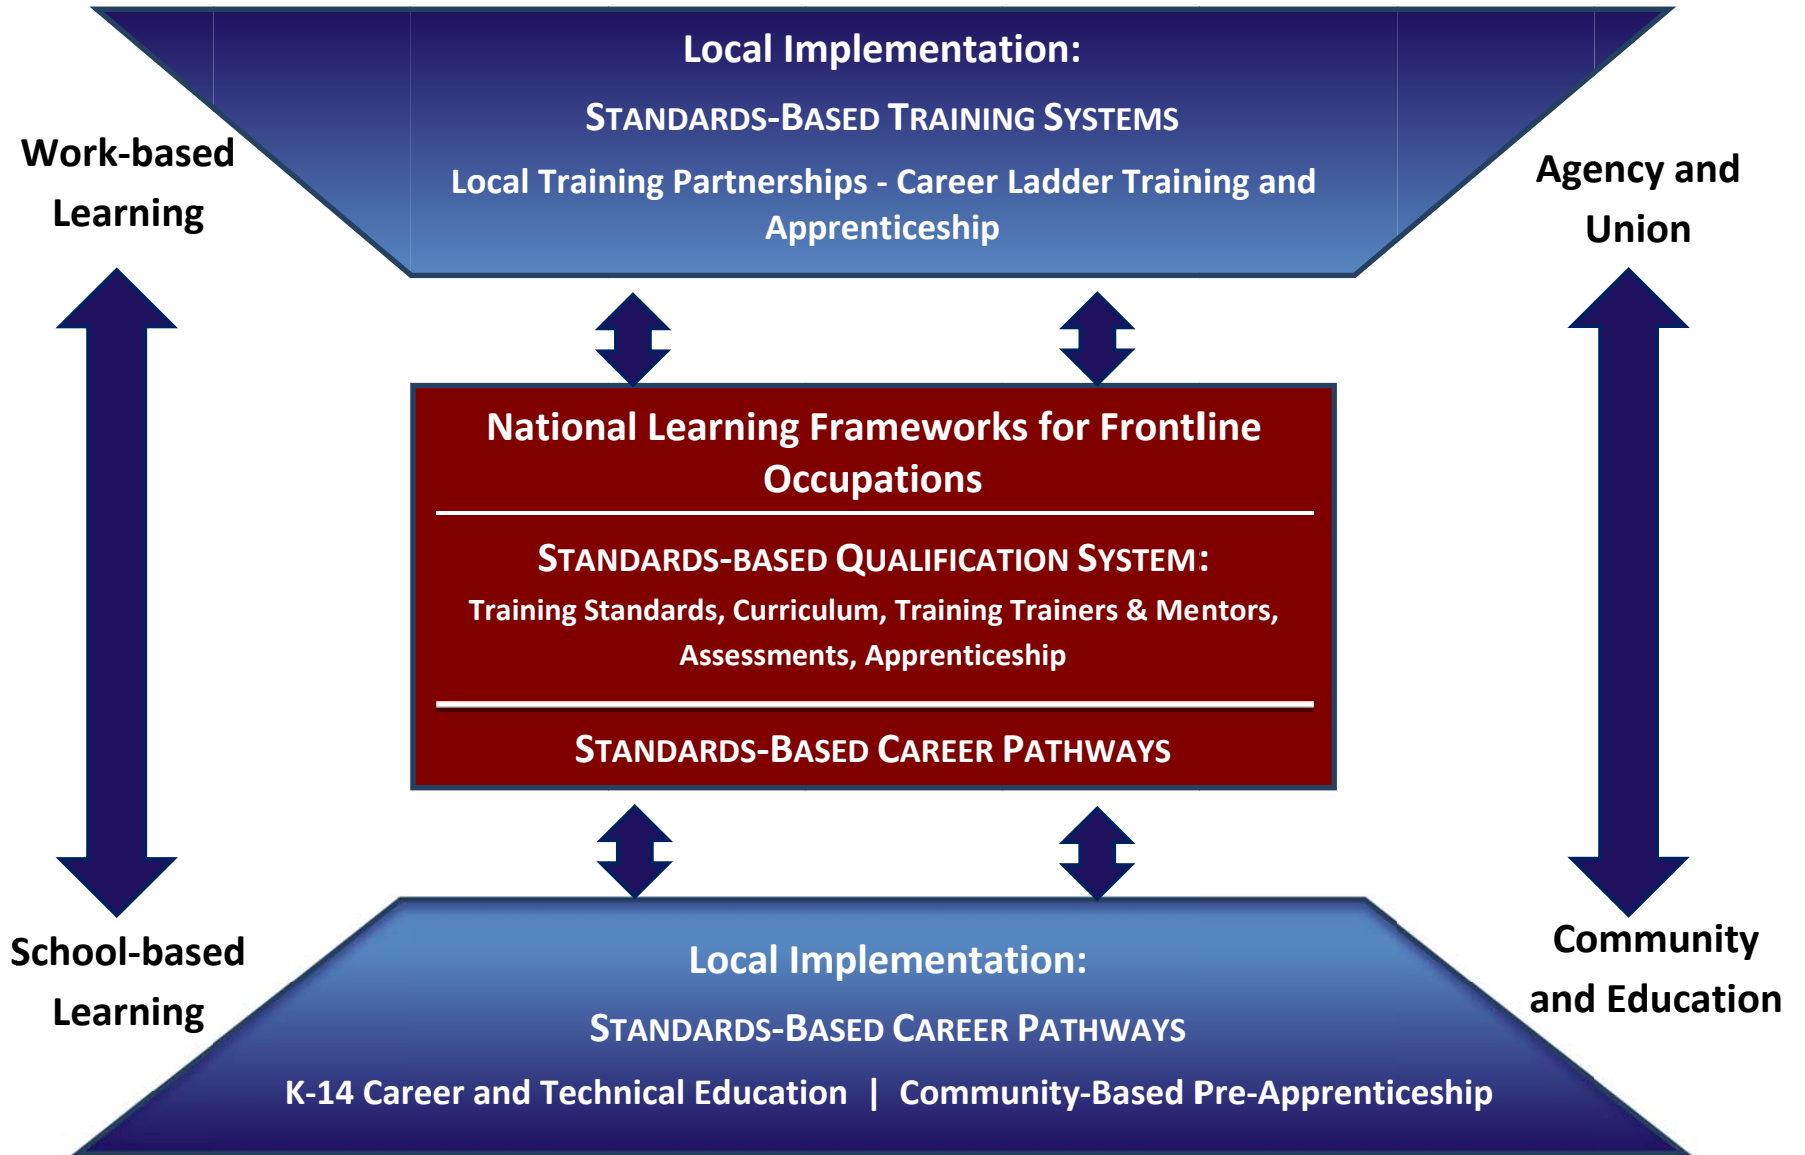 Local Implementation:
STANDARDS-BASED TRAINING SYSTEMS
Local Training Partnerships - Career Ladder Training and
Apprenticeship
Work-based
Learning
Agency and
Union
National Learning Frameworks for Frontline
Occupations
STANDARDS-BASED QUALIFICATION SYSTEM:
Training Standards, Curriculum, Training Trainers & Mentors,
Assessments, Apprenticeship
STANDARDS-BASED CAREER PATHWAYS
School-based
Learning
Community
and Education
Local Implementation:
STANDARDS-BASED CAREER PATHWAYS
K-14 Career and Technical Education | Community-Based Pre-Apprenticeship